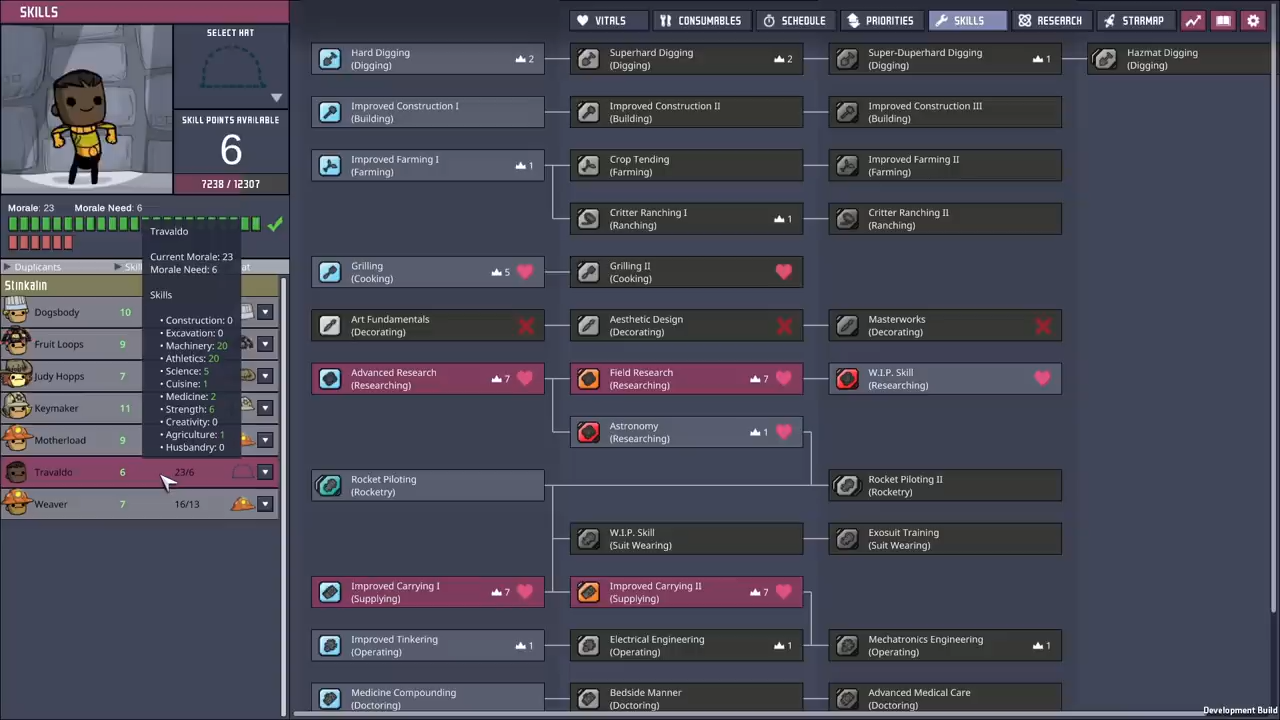 SKILLS
VITALS
CONSUMABLES
SCHEDULE
PRIORITIES
SKILLS
RESEARCH
STARMAP
SELECT HAT
SKILL POINTS AVAILABLE
6
7238 / 12307
Morale: 23 Morale Need: 6
Duplicants
Stinkalin
Dogsbody 10
Fruit Loops 9
Judy Hopps 7
Keymaker 11
Motherload 9
Travaldo 6 23/6
Weaver 7 16/13
Travaldo
Current Morale: 23
Morale Need: 6
Skills
• Construction: 0
• Excavation: 0
• Machinery: 20
• Athletics: 20
• Science: 5
• Cuisine: 1
• Medicine: 2
• Strength: 6
• Creativity: 0
• Agriculture: 1
• Husbandry: 0
Hard Digging
(Digging)
2
Superhard Digging
(Digging)
2
Super-Duperhard Digging
(Digging)
1
Hazmat Digging
(Digging)
Improved Construction I
(Building)
Improved Construction II
(Building)
Improved Construction III
(Building)
Improved Farming I
(Farming)
1
Crop Tending
(Farming)
Improved Farming II
(Farming)
Critter Ranching I
(Ranching)
1
Critter Ranching II
(Ranching)
Grilling
(Cooking)
5
Grilling II
(Cooking)
Art Fundamentals
(Decorating)
Aesthetic Design
(Decorating)
Masterworks
(Decorating)
Advanced Research
(Researching)
7
Field Research
(Researching)
7
W.I.P. Skill
(Researching)
Astronomy
(Researching)
1
Rocket Piloting
(Rocketry)
Rocket Piloting II
(Rocketry)
W.I.P. Skill
(Suit Wearing)
Exosuit Training
(Suit Wearing)
Improved Carrying I
(Supplying)
7
Improved Carrying II
(Supplying)
7
Improved Tinkering
(Operating)
1
Electrical Engineering
(Operating)
1
Mechatronics Engineering
(Operating)
1
Medicine Compounding
(Doctoring)
Bedside Manner
(Doctoring)
Advanced Medical Care
(Doctoring)
Development Build